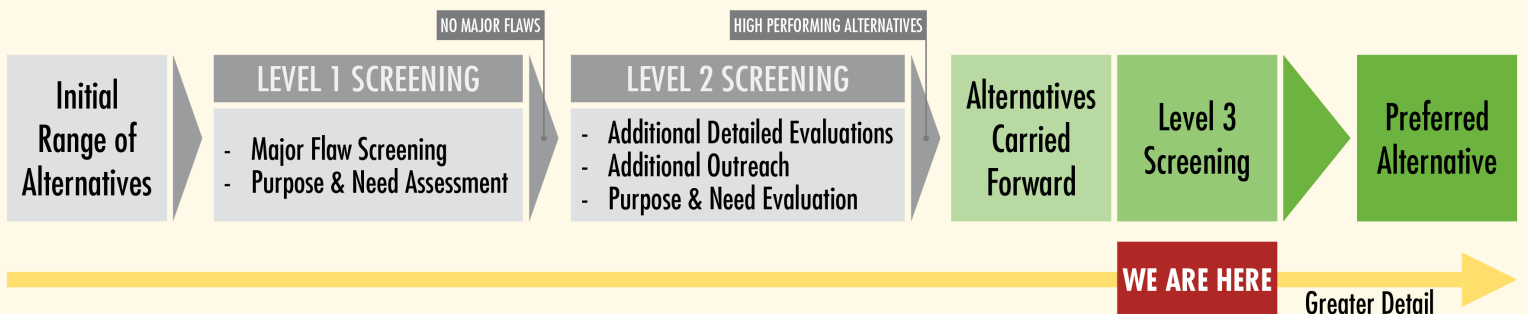 NO MAJOR FLAWS
HIGH PERFORMING ALTERNATIVES
Initial
Range of
Alternatives
LEVEL 1 SCREENING
- Major Flaw Screening
- Purpose & Need Assessment
LEVEL 2 SCREENING
- Additional Detailed Evaluations
- Additional Outreach
- Purpose & Need Evaluation
Alternatives
Carried
Forward
Level 3
Screening
Preferred
Alternative
WE ARE HERE
Greater Detail